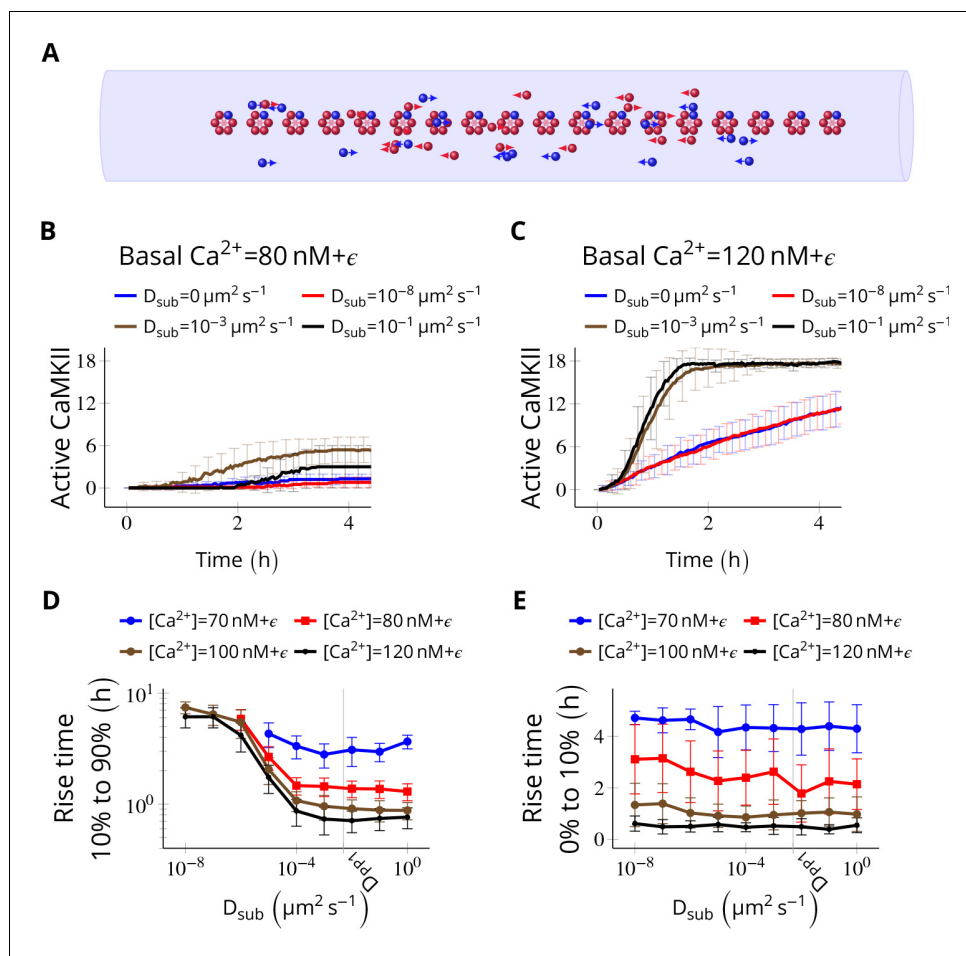 A
B
Basal Ca²⁺=80 nM+ϵ
D_sub=0 μm² s⁻¹
D_sub=10⁻⁸ μm² s⁻¹
D_sub=10⁻³ μm² s⁻¹
D_sub=10⁻¹ μm² s⁻¹
Active CaMKII
18
12
6
0
0
2
4
Time (h)
C
Basal Ca²⁺=120 nM+ϵ
D_sub=0 μm² s⁻¹
D_sub=10⁻⁸ μm² s⁻¹
D_sub=10⁻³ μm² s⁻¹
D_sub=10⁻¹ μm² s⁻¹
Active CaMKII
18
12
6
0
0
2
4
Time (h)
D
[Ca²⁺]=70 nM+ϵ
[Ca²⁺]=80 nM+ϵ
[Ca²⁺]=100 nM+ϵ
[Ca²⁺]=120 nM+ϵ
Rise time
10% to 90% (h)
10¹
10⁰
10⁻⁸
10⁻⁴
D_PP1
10⁰
D_sub (μm² s⁻¹)
E
[Ca²⁺]=70 nM+ϵ
[Ca²⁺]=80 nM+ϵ
[Ca²⁺]=100 nM+ϵ
[Ca²⁺]=120 nM+ϵ
Rise time
0% to 10% (h)
4
2
0
10⁻⁸
10⁻⁴
D_PP1
10⁰
D_sub (μm² s⁻¹)